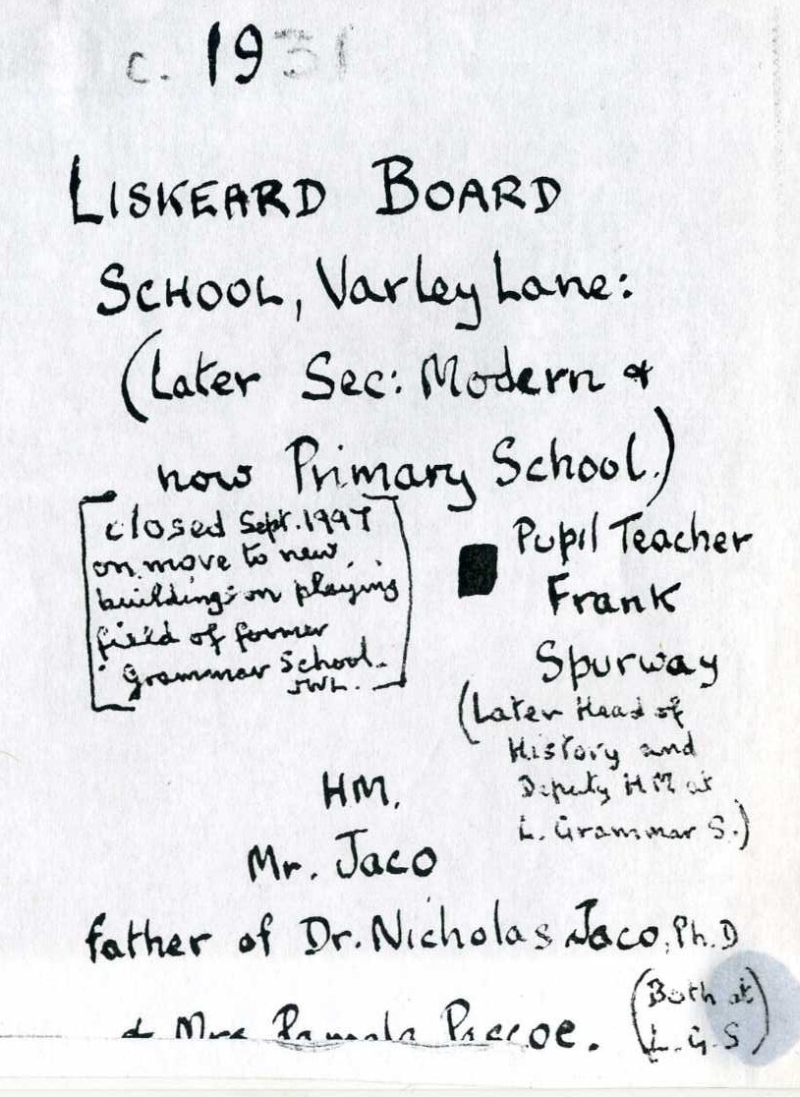 c. 1931
LISKEARD BOARD
SCHOOL, Varley Lane:
(Later Sec: Modern &
now Primary School.)
[closed Sept. 1997
on move to new
buildings on playing
field of former
Grammar School.
JWL.]
Pupil Teacher
Frank
Spurway
(Later Head of
History and
Deputy HM at
L. Grammar S.)
HM.
Mr. Jaco
father of Dr. Nicholas Jaco, Ph.D
& Mrs Pamela Pascoe.
(Both at
L.G.S)